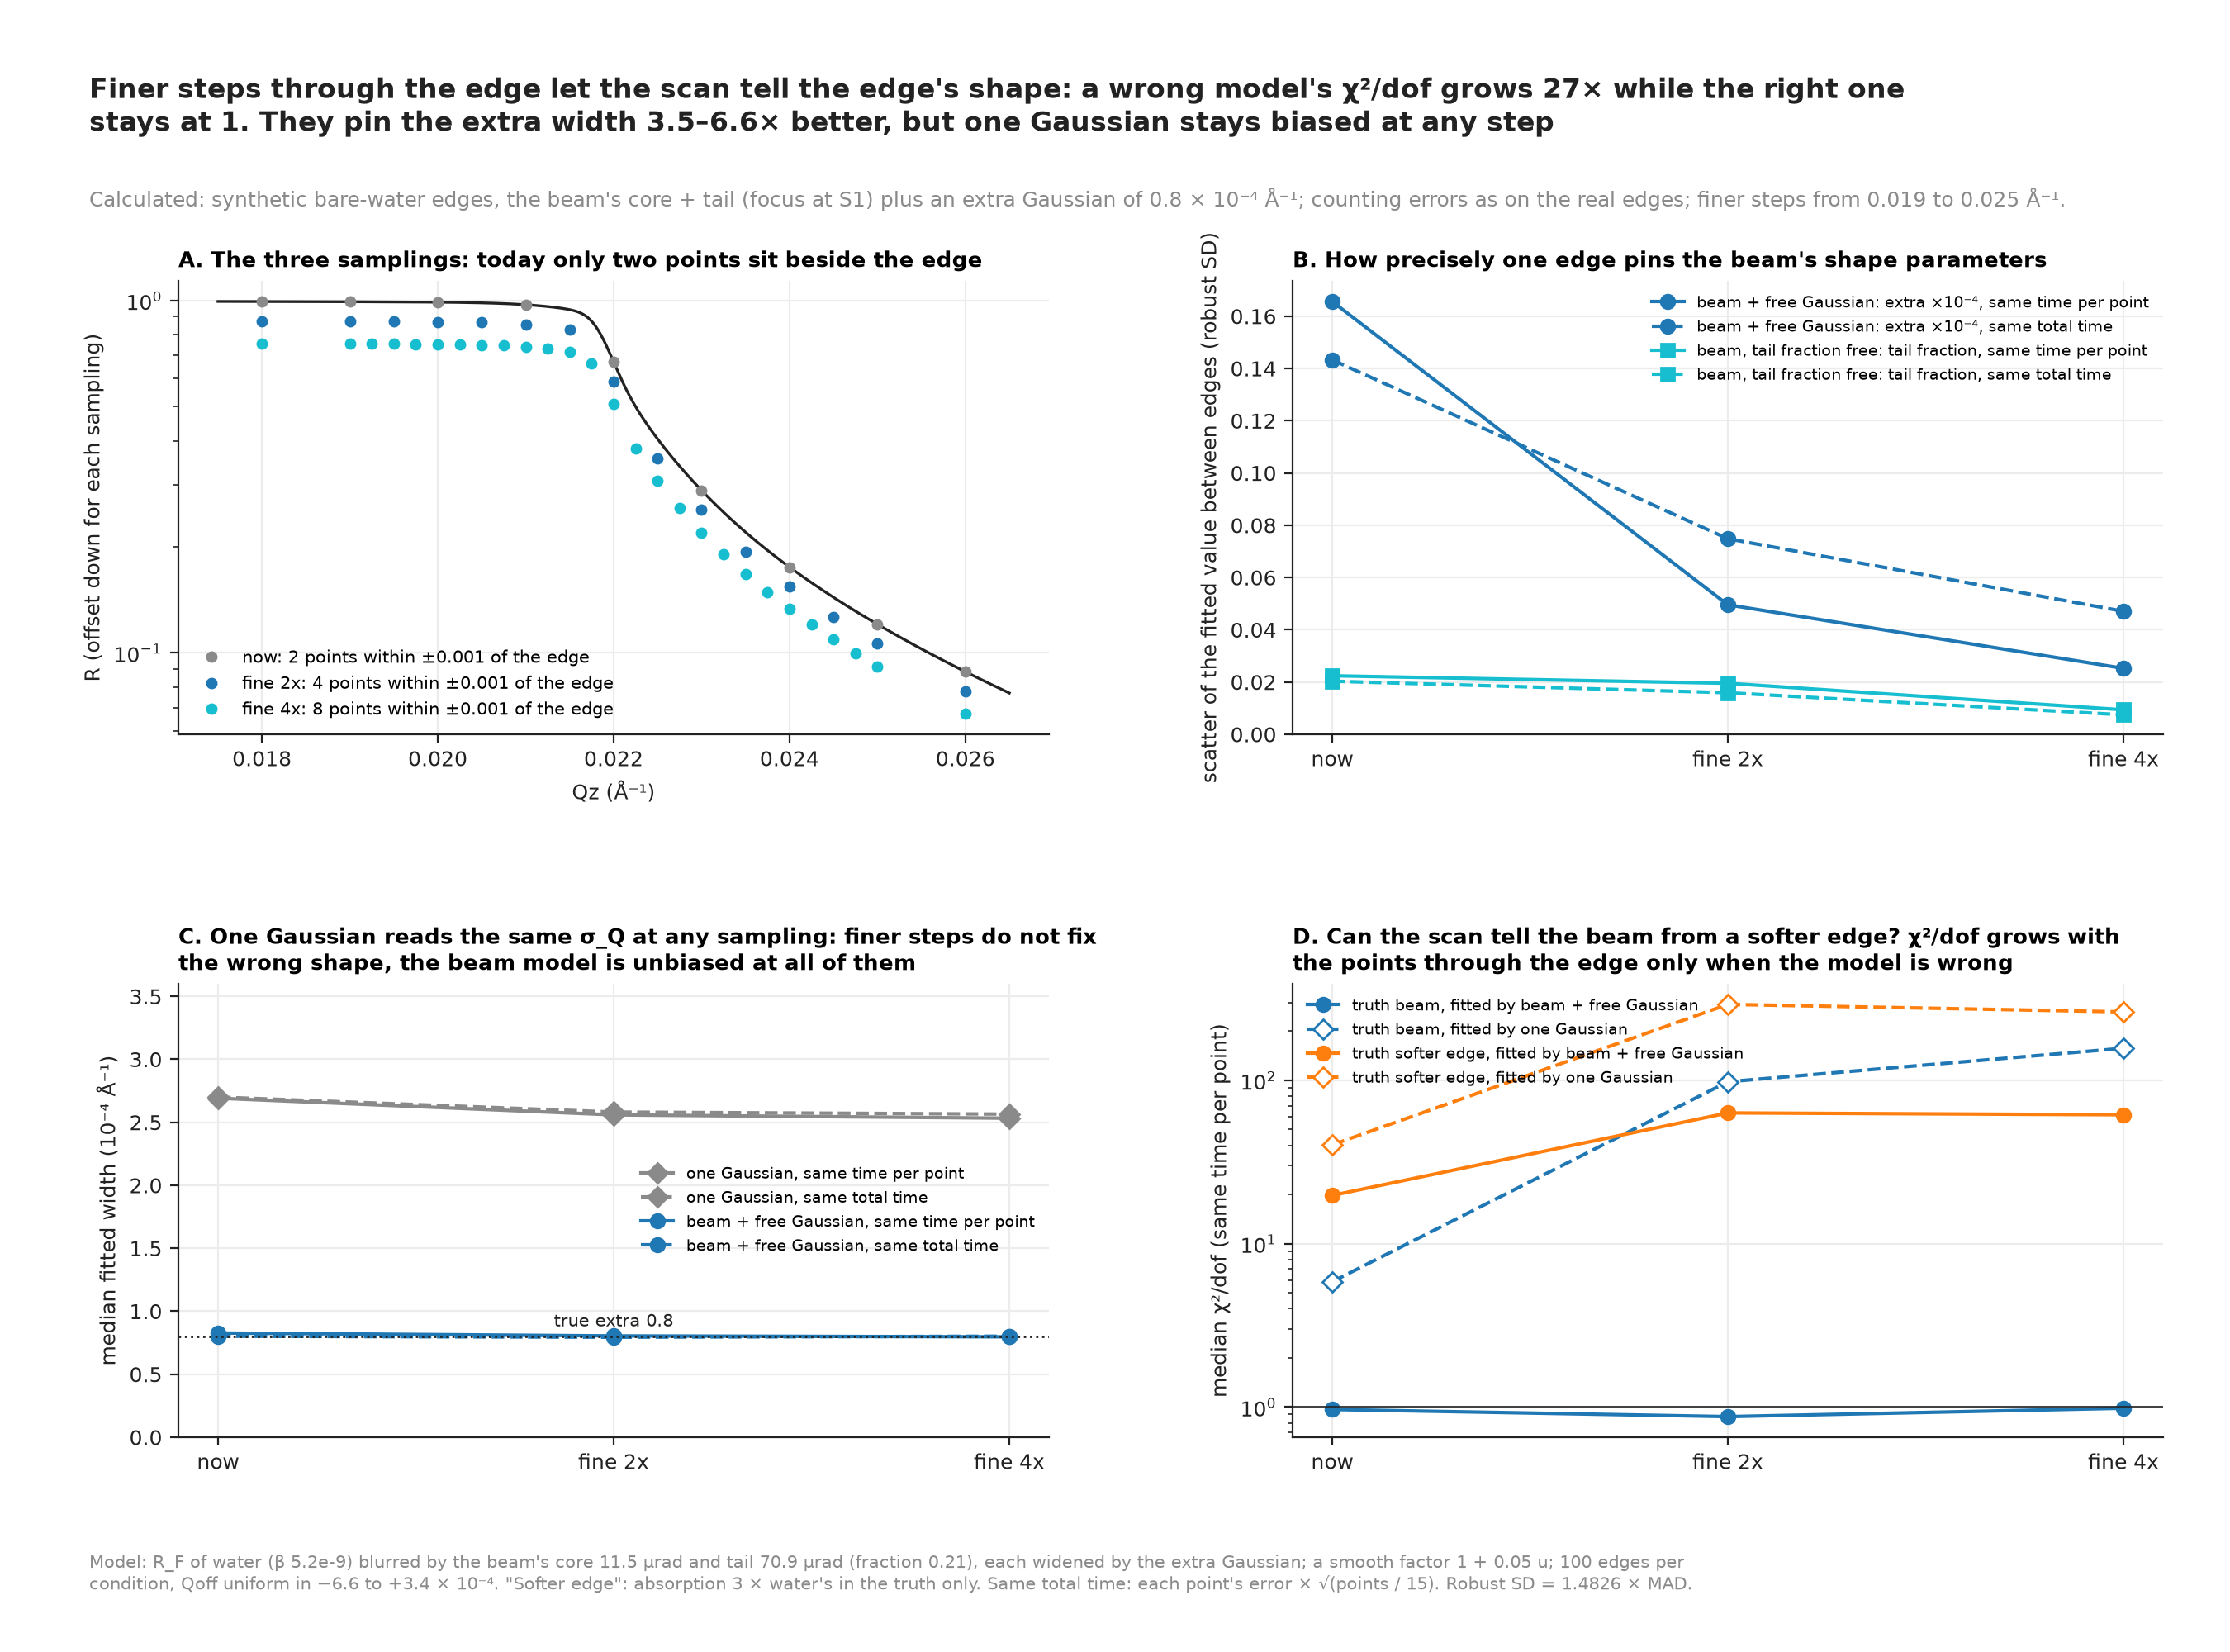 Finer steps through the edge let the scan tell the edge's shape: a wrong model's χ²/dof grows 27× while the right one
stays at 1. They pin the extra width 3.5–6.6× better, but one Gaussian stays biased at any step
Calculated: synthetic bare-water edges, the beam's core + tail (focus at S1) plus an extra Gaussian of 0.8 × 10⁻⁴ Å⁻¹; counting errors as on the real edges; finer steps from 0.019 to 0.025 Å⁻¹.
A. The three samplings: today only two points sit beside the edge
R (offset down for each sampling)
10⁰
10⁻¹
now: 2 points within ±0.001 of the edge
fine 2x: 4 points within ±0.001 of the edge
fine 4x: 8 points within ±0.001 of the edge
0.018
0.020
0.022
0.024
0.026
Qz (Å⁻¹)
B. How precisely one edge pins the beam's shape parameters
scatter of the fitted value between edges (robust SD)
0.16
0.14
0.12
0.10
0.08
0.06
0.04
0.02
0.00
beam + free Gaussian: extra ×10⁻⁴, same time per point
beam + free Gaussian: extra ×10⁻⁴, same total time
beam, tail fraction free: tail fraction, same time per point
beam, tail fraction free: tail fraction, same total time
now
fine 2x
fine 4x
C. One Gaussian reads the same σ_Q at any sampling: finer steps do not fix
the wrong shape, the beam model is unbiased at all of them
median fitted width (10⁻⁴ Å⁻¹)
3.5
3.0
2.5
2.0
1.5
1.0
0.5
0.0
one Gaussian, same time per point
one Gaussian, same total time
beam + free Gaussian, same time per point
beam + free Gaussian, same total time
true extra 0.8
now
fine 2x
fine 4x
D. Can the scan tell the beam from a softer edge? χ²/dof grows with
the points through the edge only when the model is wrong
median χ²/dof (same time per point)
10²
10¹
10⁰
truth beam, fitted by beam + free Gaussian
truth beam, fitted by one Gaussian
truth softer edge, fitted by beam + free Gaussian
truth softer edge, fitted by one Gaussian
now
fine 2x
fine 4x
Model: R_F of water (β 5.2e-9) blurred by the beam's core 11.5 µrad and tail 70.9 µrad (fraction 0.21), each widened by the extra Gaussian; a smooth factor 1 + 0.05 u; 100 edges per
condition, Qoff uniform in −6.6 to +3.4 × 10⁻⁴. "Softer edge": absorption 3 × water's in the truth only. Same total time: each point's error × √(points / 15). Robust SD = 1.4826 × MAD.